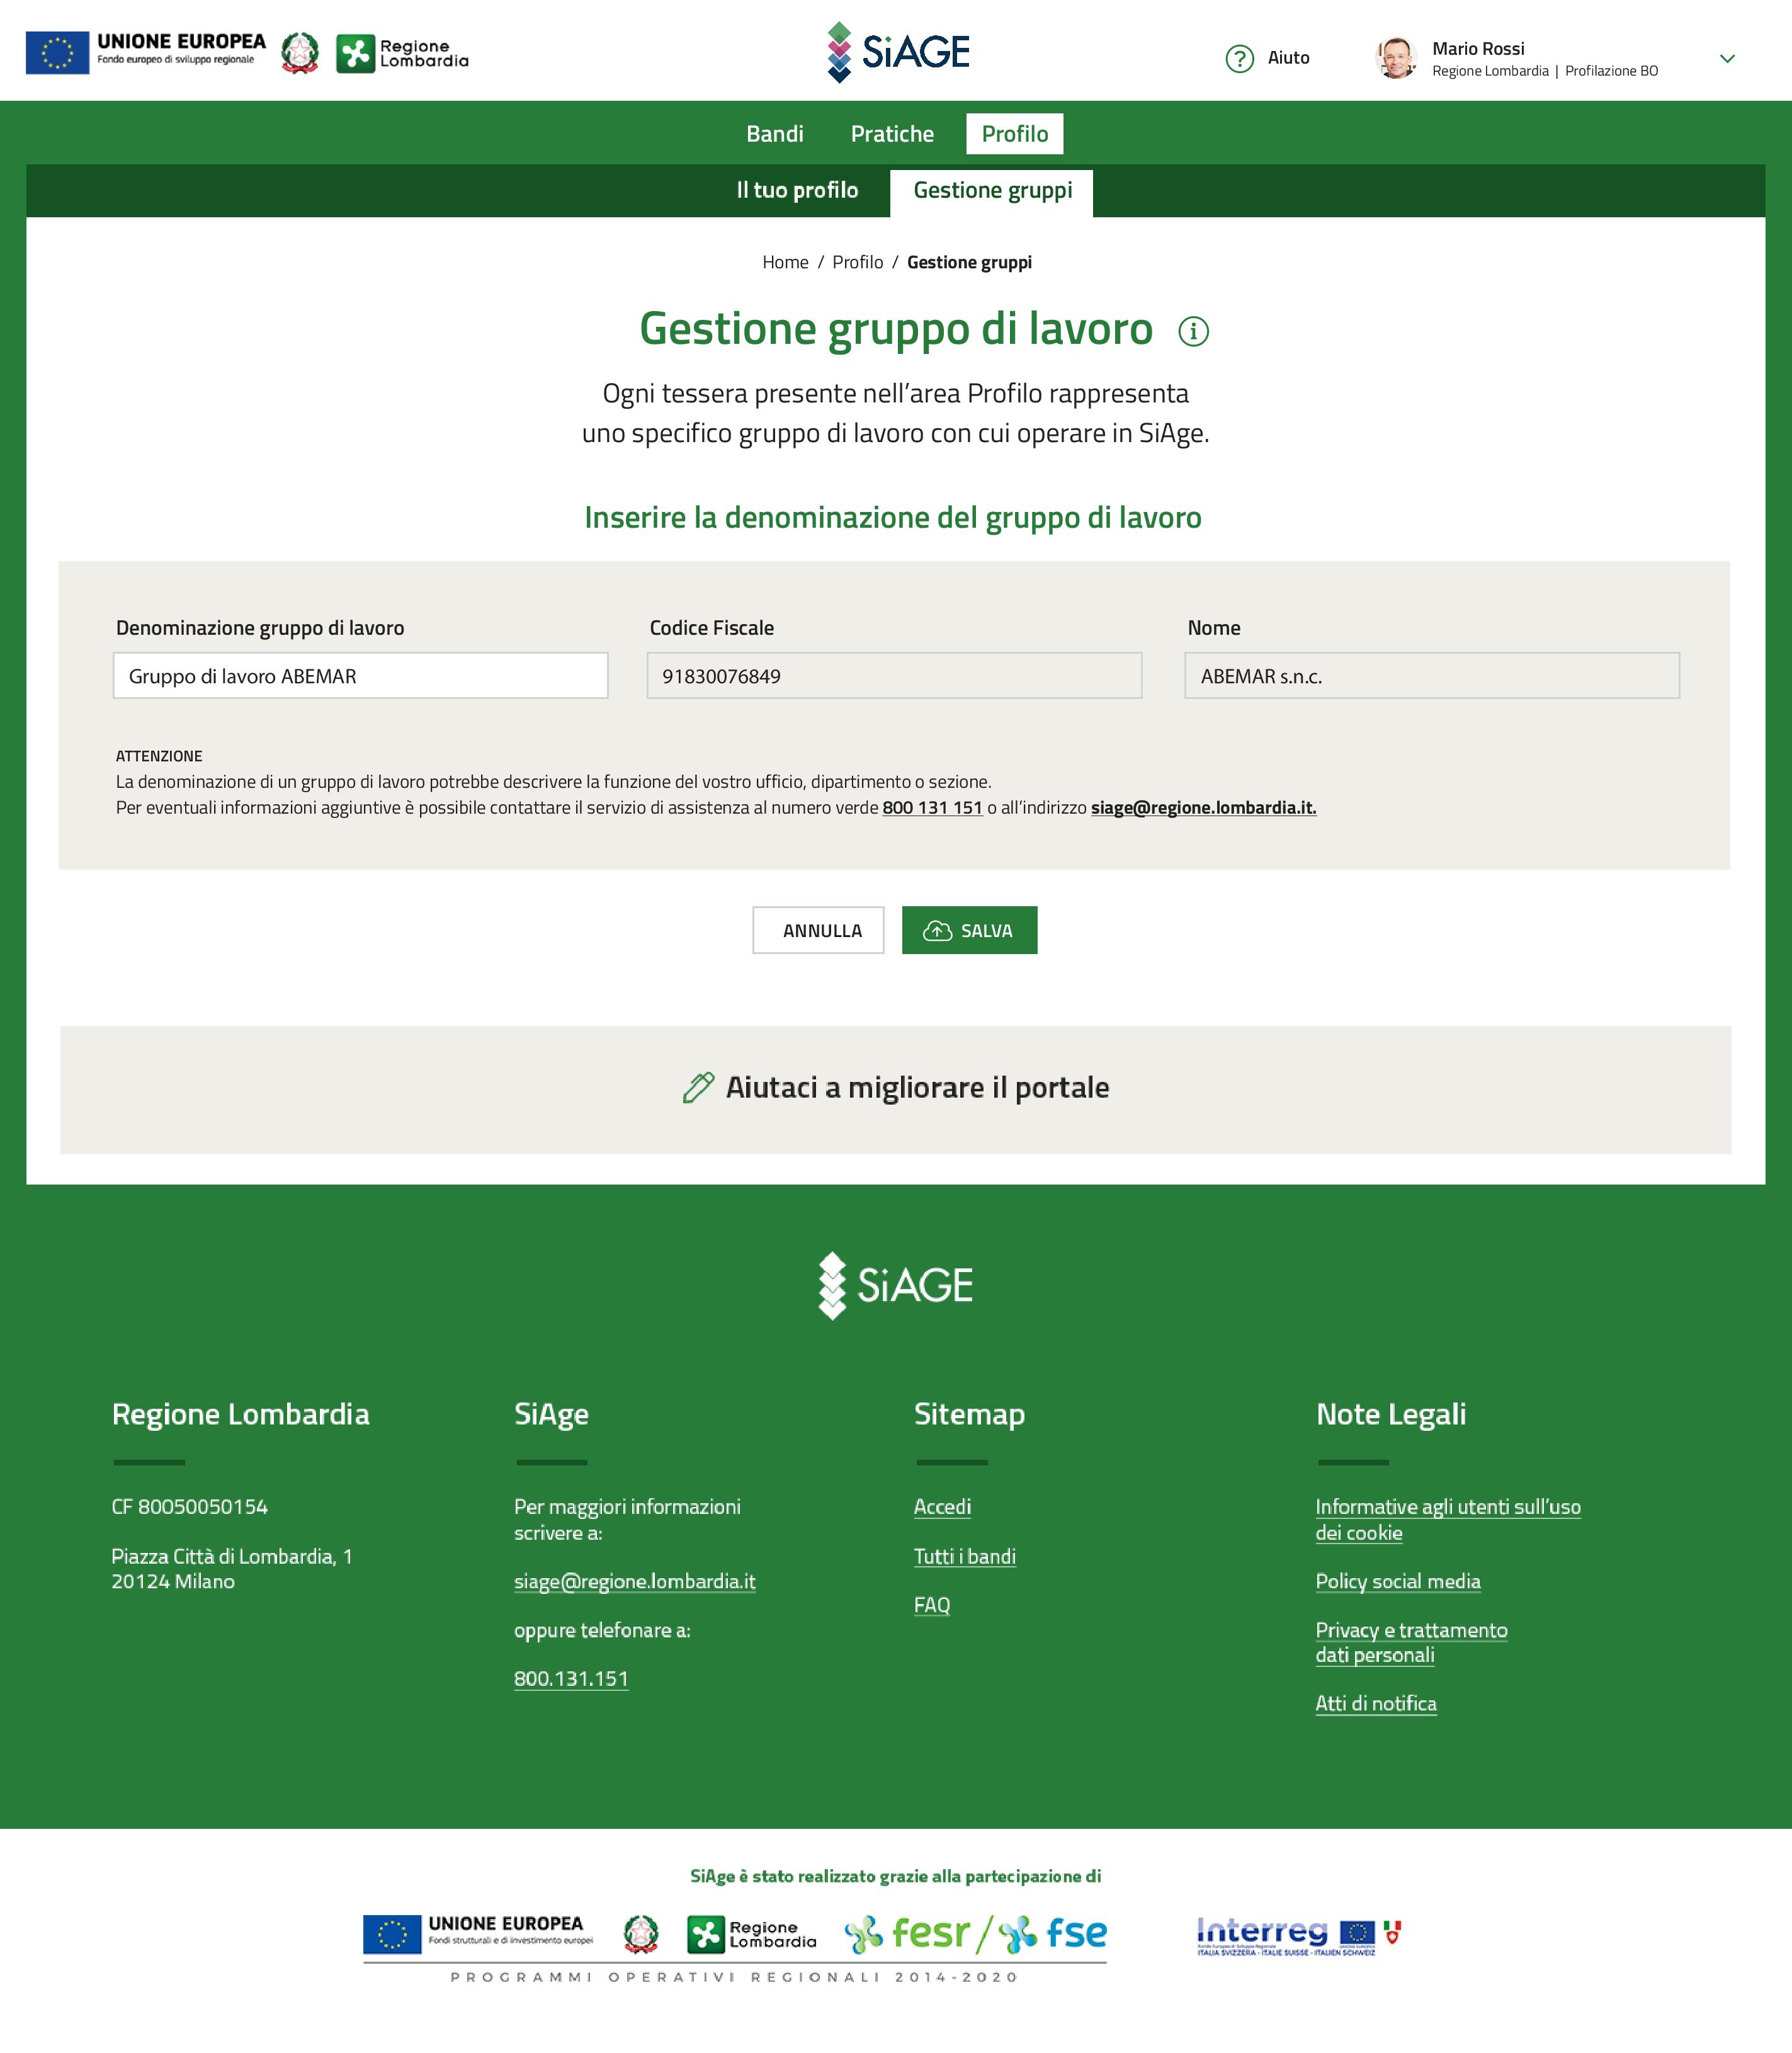 UNIONE EUROPEA
Fondo europeo di sviluppo regionale
Regione
Lombardia
SiAGE
? Aiuto
Mario Rossi
Regione Lombardia | Profilazione BO
Bandi Pratiche Profilo
Il tuo profilo Gestione gruppi
Home / Profilo / Gestione gruppi
Gestione gruppo di lavoro i
Ogni tessera presente nell’area Profilo rappresenta
uno specifico gruppo di lavoro con cui operare in SiAge.
Inserire la denominazione del gruppo di lavoro
Denominazione gruppo di lavoro Codice Fiscale Nome
Gruppo di lavoro ABEMAR 91830076849 ABEMAR s.n.c.
ATTENZIONE
La denominazione di un gruppo di lavoro potrebbe descrivere la funzione del vostro ufficio, dipartimento o sezione.
Per eventuali informazioni aggiuntive è possibile contattare il servizio di assistenza al numero verde 800 131 151 o all’indirizzo siage@regione.lombardia.it.
ANNULLA SALVA
Aiutaci a migliorare il portale
SiAGE
Regione Lombardia
CF 80050050154
Piazza Città di Lombardia, 1
20124 Milano
SiAge
Per maggiori informazioni
scrivere a:
siage@regione.lombardia.it
oppure telefonare a:
800.131.151
Sitemap
Accedi
Tutti i bandi
FAQ
Note Legali
Informative agli utenti sull’uso
dei cookie
Policy social media
Privacy e trattamento
dati personali
Atti di notifica
SiAge è stato realizzato grazie alla partecipazione di
UNIONE EUROPEA
Fondi strutturali e di investimento europei
Regione
Lombardia
fesr / fse
PROGRAMMI OPERATIVI REGIONALI 2014-2020
Interreg
Fondo Europeo di Sviluppo Regionale
ITALIA SVIZZERA - ITALIE SUISSE - ITALIEN SCHWEIZ